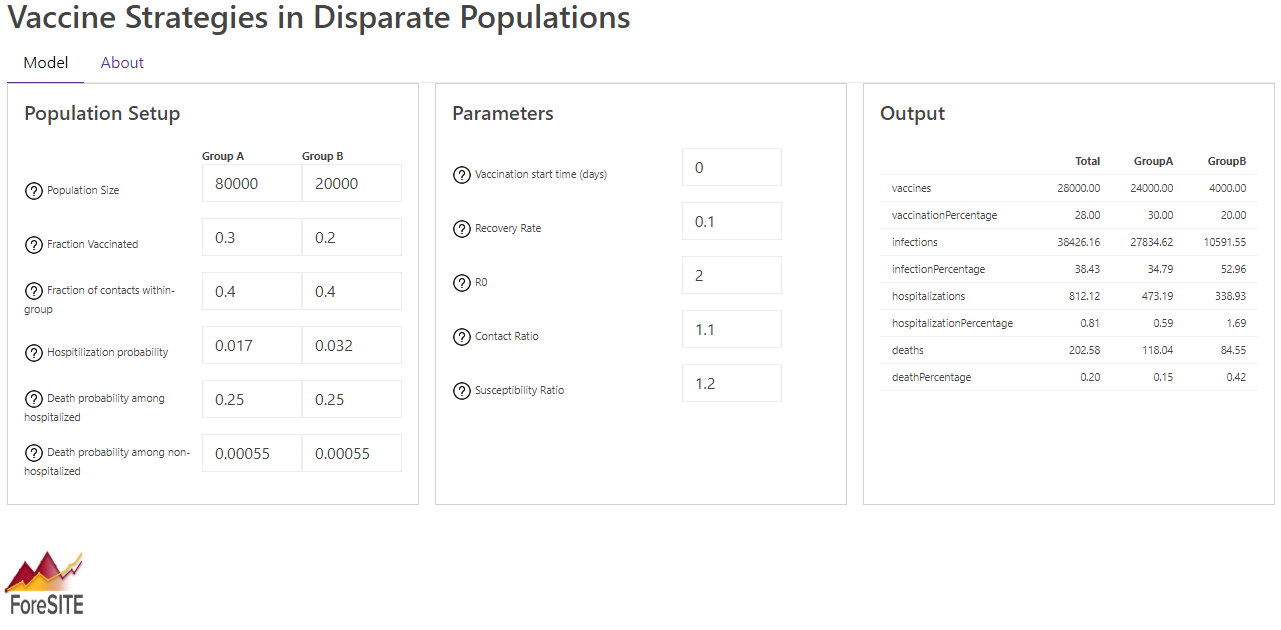 Vaccine Strategies in Disparate Populations
Model About
Population Setup
Group A Group B
Population Size 80000 20000
Fraction Vaccinated 0.3 0.2
Fraction of contacts within-
group 0.4 0.4
Hospitilization probability 0.017 0.032
Death probability among
hospitalized 0.25 0.25
Death probability among non-
hospitalized 0.00055 0.00055
Parameters
Vaccination start time (days) 0
Recovery Rate 0.1
R0 2
Contact Ratio 1.1
Susceptibility Ratio 1.2
Output
Total GroupA GroupB
vaccines 28000.00 24000.00 4000.00
vaccinationPercentage 28.00 30.00 20.00
infections 38426.16 27834.62 10591.55
infectionPercentage 38.43 34.79 52.96
hospitalizations 812.12 473.19 338.93
hospitalizationPercentage 0.81 0.59 1.69
deaths 202.58 118.04 84.55
deathPercentage 0.20 0.15 0.42
ForeSITE